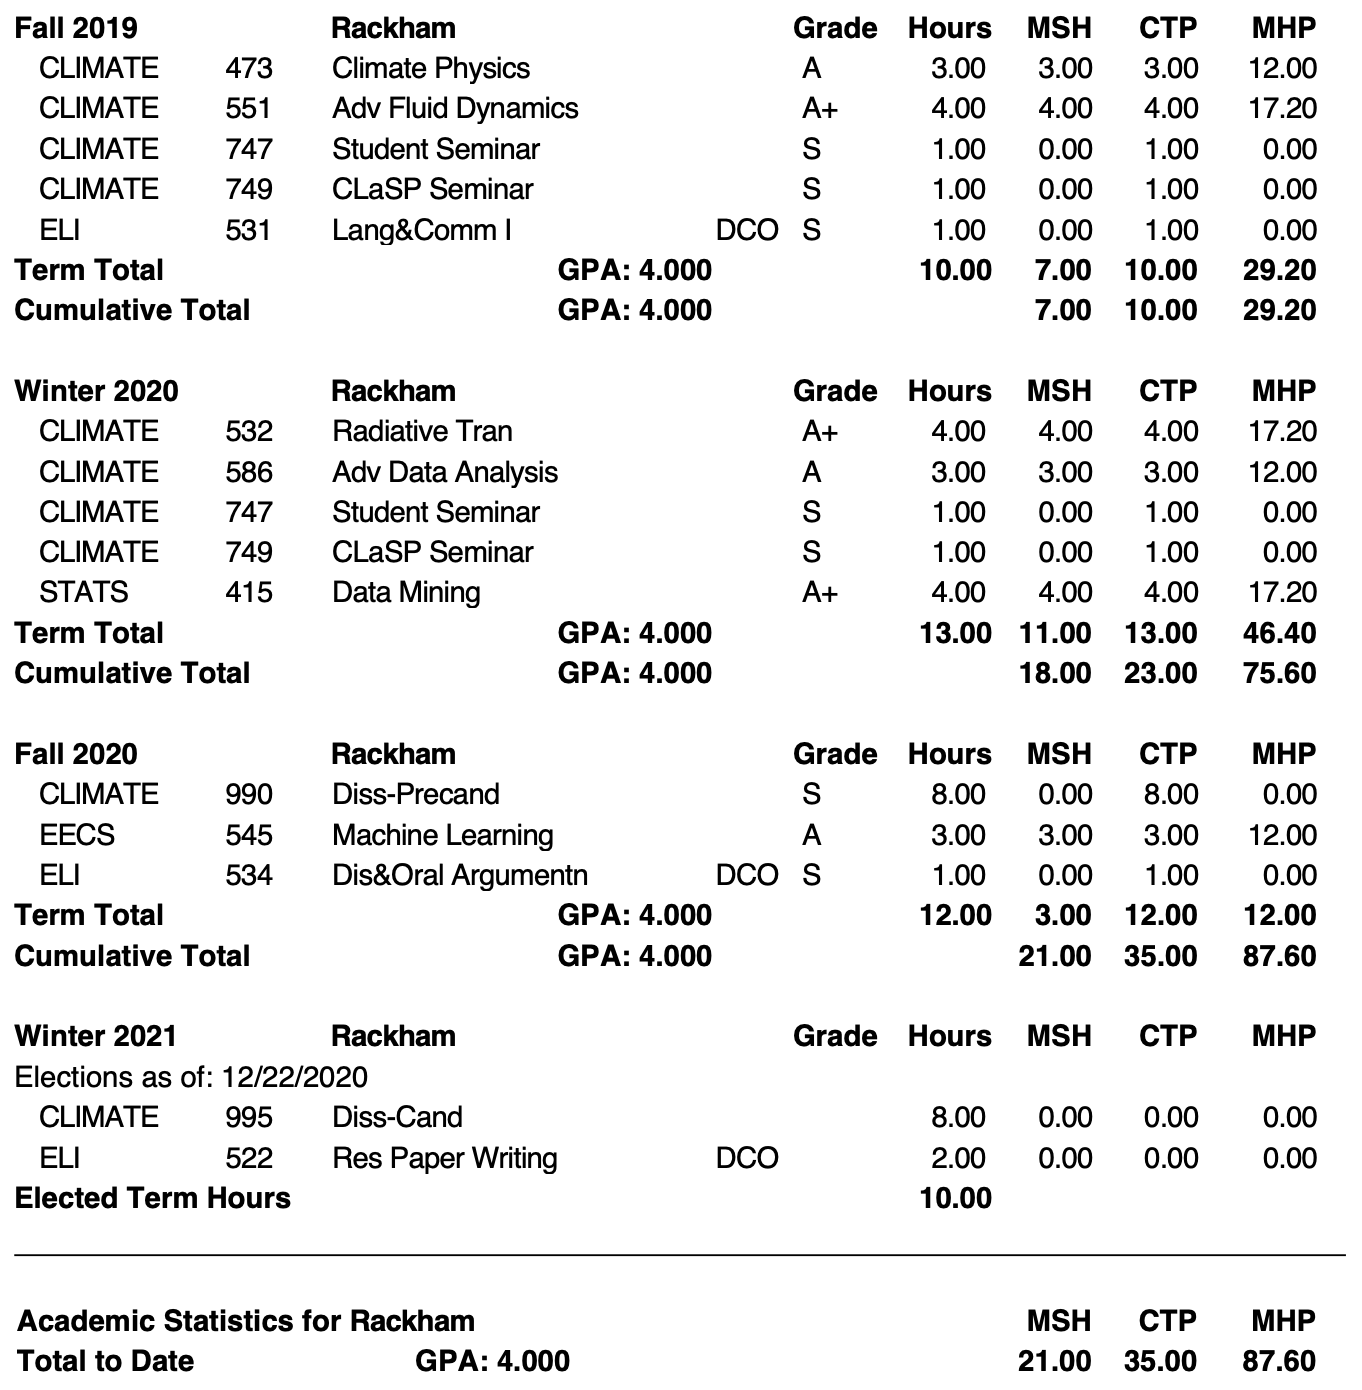 Fall 2019 Rackham Grade Hours MSH CTP MHP
CLIMATE 473 Climate Physics A 3.00 3.00 3.00 12.00
CLIMATE 551 Adv Fluid Dynamics A+ 4.00 4.00 4.00 17.20
CLIMATE 747 Student Seminar S 1.00 0.00 1.00 0.00
CLIMATE 749 CLaSP Seminar S 1.00 0.00 1.00 0.00
ELI 531 Lang&Comm I DCO S 1.00 0.00 1.00 0.00
Term Total GPA: 4.000 10.00 7.00 10.00 29.20
Cumulative Total GPA: 4.000 7.00 10.00 29.20
Winter 2020 Rackham Grade Hours MSH CTP MHP
CLIMATE 532 Radiative Tran A+ 4.00 4.00 4.00 17.20
CLIMATE 586 Adv Data Analysis A 3.00 3.00 3.00 12.00
CLIMATE 747 Student Seminar S 1.00 0.00 1.00 0.00
CLIMATE 749 CLaSP Seminar S 1.00 0.00 1.00 0.00
STATS 415 Data Mining A+ 4.00 4.00 4.00 17.20
Term Total GPA: 4.000 13.00 11.00 13.00 46.40
Cumulative Total GPA: 4.000 18.00 23.00 75.60
Fall 2020 Rackham Grade Hours MSH CTP MHP
CLIMATE 990 Diss-Precand S 8.00 0.00 8.00 0.00
EECS 545 Machine Learning A 3.00 3.00 3.00 12.00
ELI 534 Dis&Oral Argumentn DCO S 1.00 0.00 1.00 0.00
Term Total GPA: 4.000 12.00 3.00 12.00 12.00
Cumulative Total GPA: 4.000 21.00 35.00 87.60
Winter 2021 Rackham Grade Hours MSH CTP MHP
Elections as of: 12/22/2020
CLIMATE 995 Diss-Cand 8.00 0.00 0.00 0.00
ELI 522 Res Paper Writing DCO 2.00 0.00 0.00 0.00
Elected Term Hours 10.00
Academic Statistics for Rackham MSH CTP MHP
Total to Date GPA: 4.000 21.00 35.00 87.60